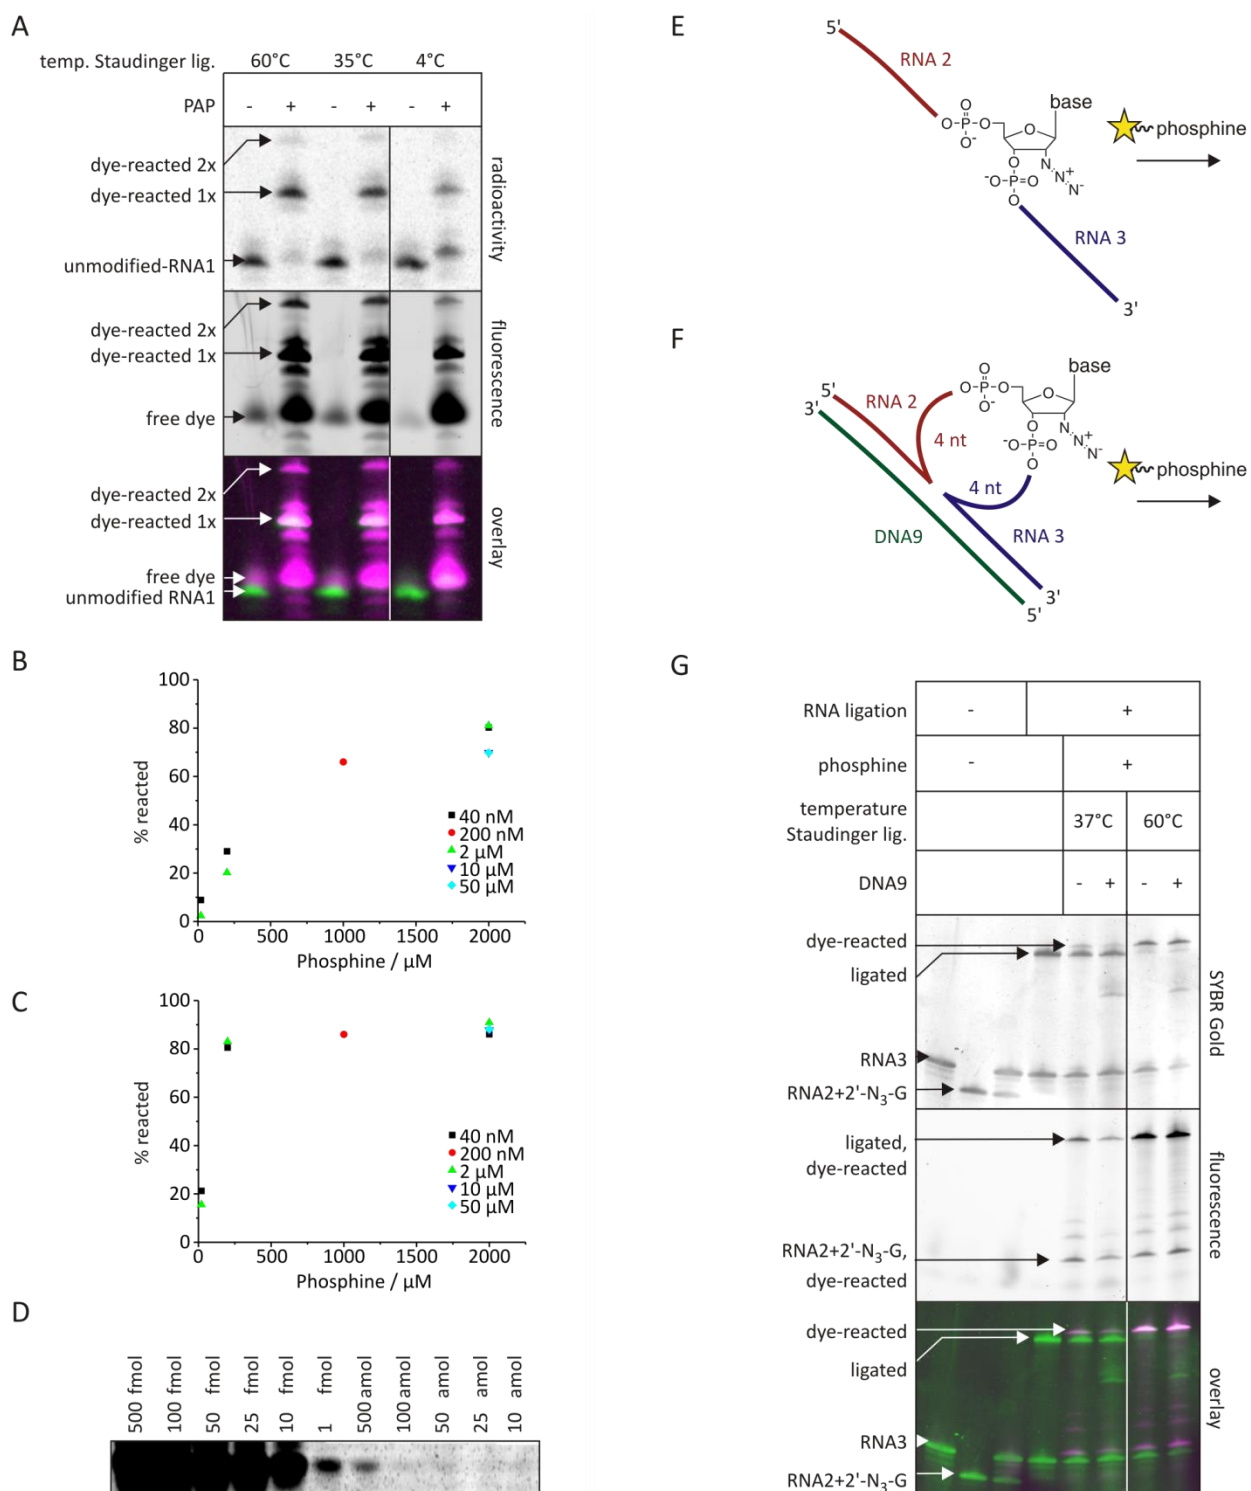 A
temp. Staudinger lig.
60°C
35°C
4°C
PAP
- + - + - +
dye-reacted 2x
dye-reacted 1x
unmodified-RNA1
radioactivity
dye-reacted 2x
dye-reacted 1x
free dye
fluorescence
dye-reacted 2x
dye-reacted 1x
free dye
unmodified RNA1
overlay
B
100
80
60
40
20
0
% reacted
40 nM
200 nM
2 µM
10 µM
50 µM
0 500 1000 1500 2000
Phosphine / µM
C
100
80
60
40
20
0
% reacted
40 nM
200 nM
2 µM
10 µM
50 µM
0 500 1000 1500 2000
Phosphine / µM
D
500 fmol
100 fmol
50 fmol
25 fmol
10 fmol
1 fmol
500 amol
100 amol
50 amol
25 amol
10 amol
E
5'
RNA 2
base
O
O-P-O
O-
O
N
N+
N-
O
-O-P=O
O
phosphine
RNA 3
3'
F
5'
3'
RNA 2
4 nt
base
O
O-P-O
O-
O
N
N+
N-
O
-O-P=O
O
phosphine
4 nt
DNA9
RNA 3
3'
5'
G
RNA ligation
- +
phosphine
- +
temperature
Staudinger lig.
37°C
60°C
DNA9
- + - +
dye-reacted
ligated
RNA3
RNA2+2'-N₃-G
SYBR Gold
ligated,
dye-reacted
RNA2+2'-N₃-G,
dye-reacted
fluorescence
dye-reacted
ligated
RNA3
RNA2+2'-N₃-G
overlay